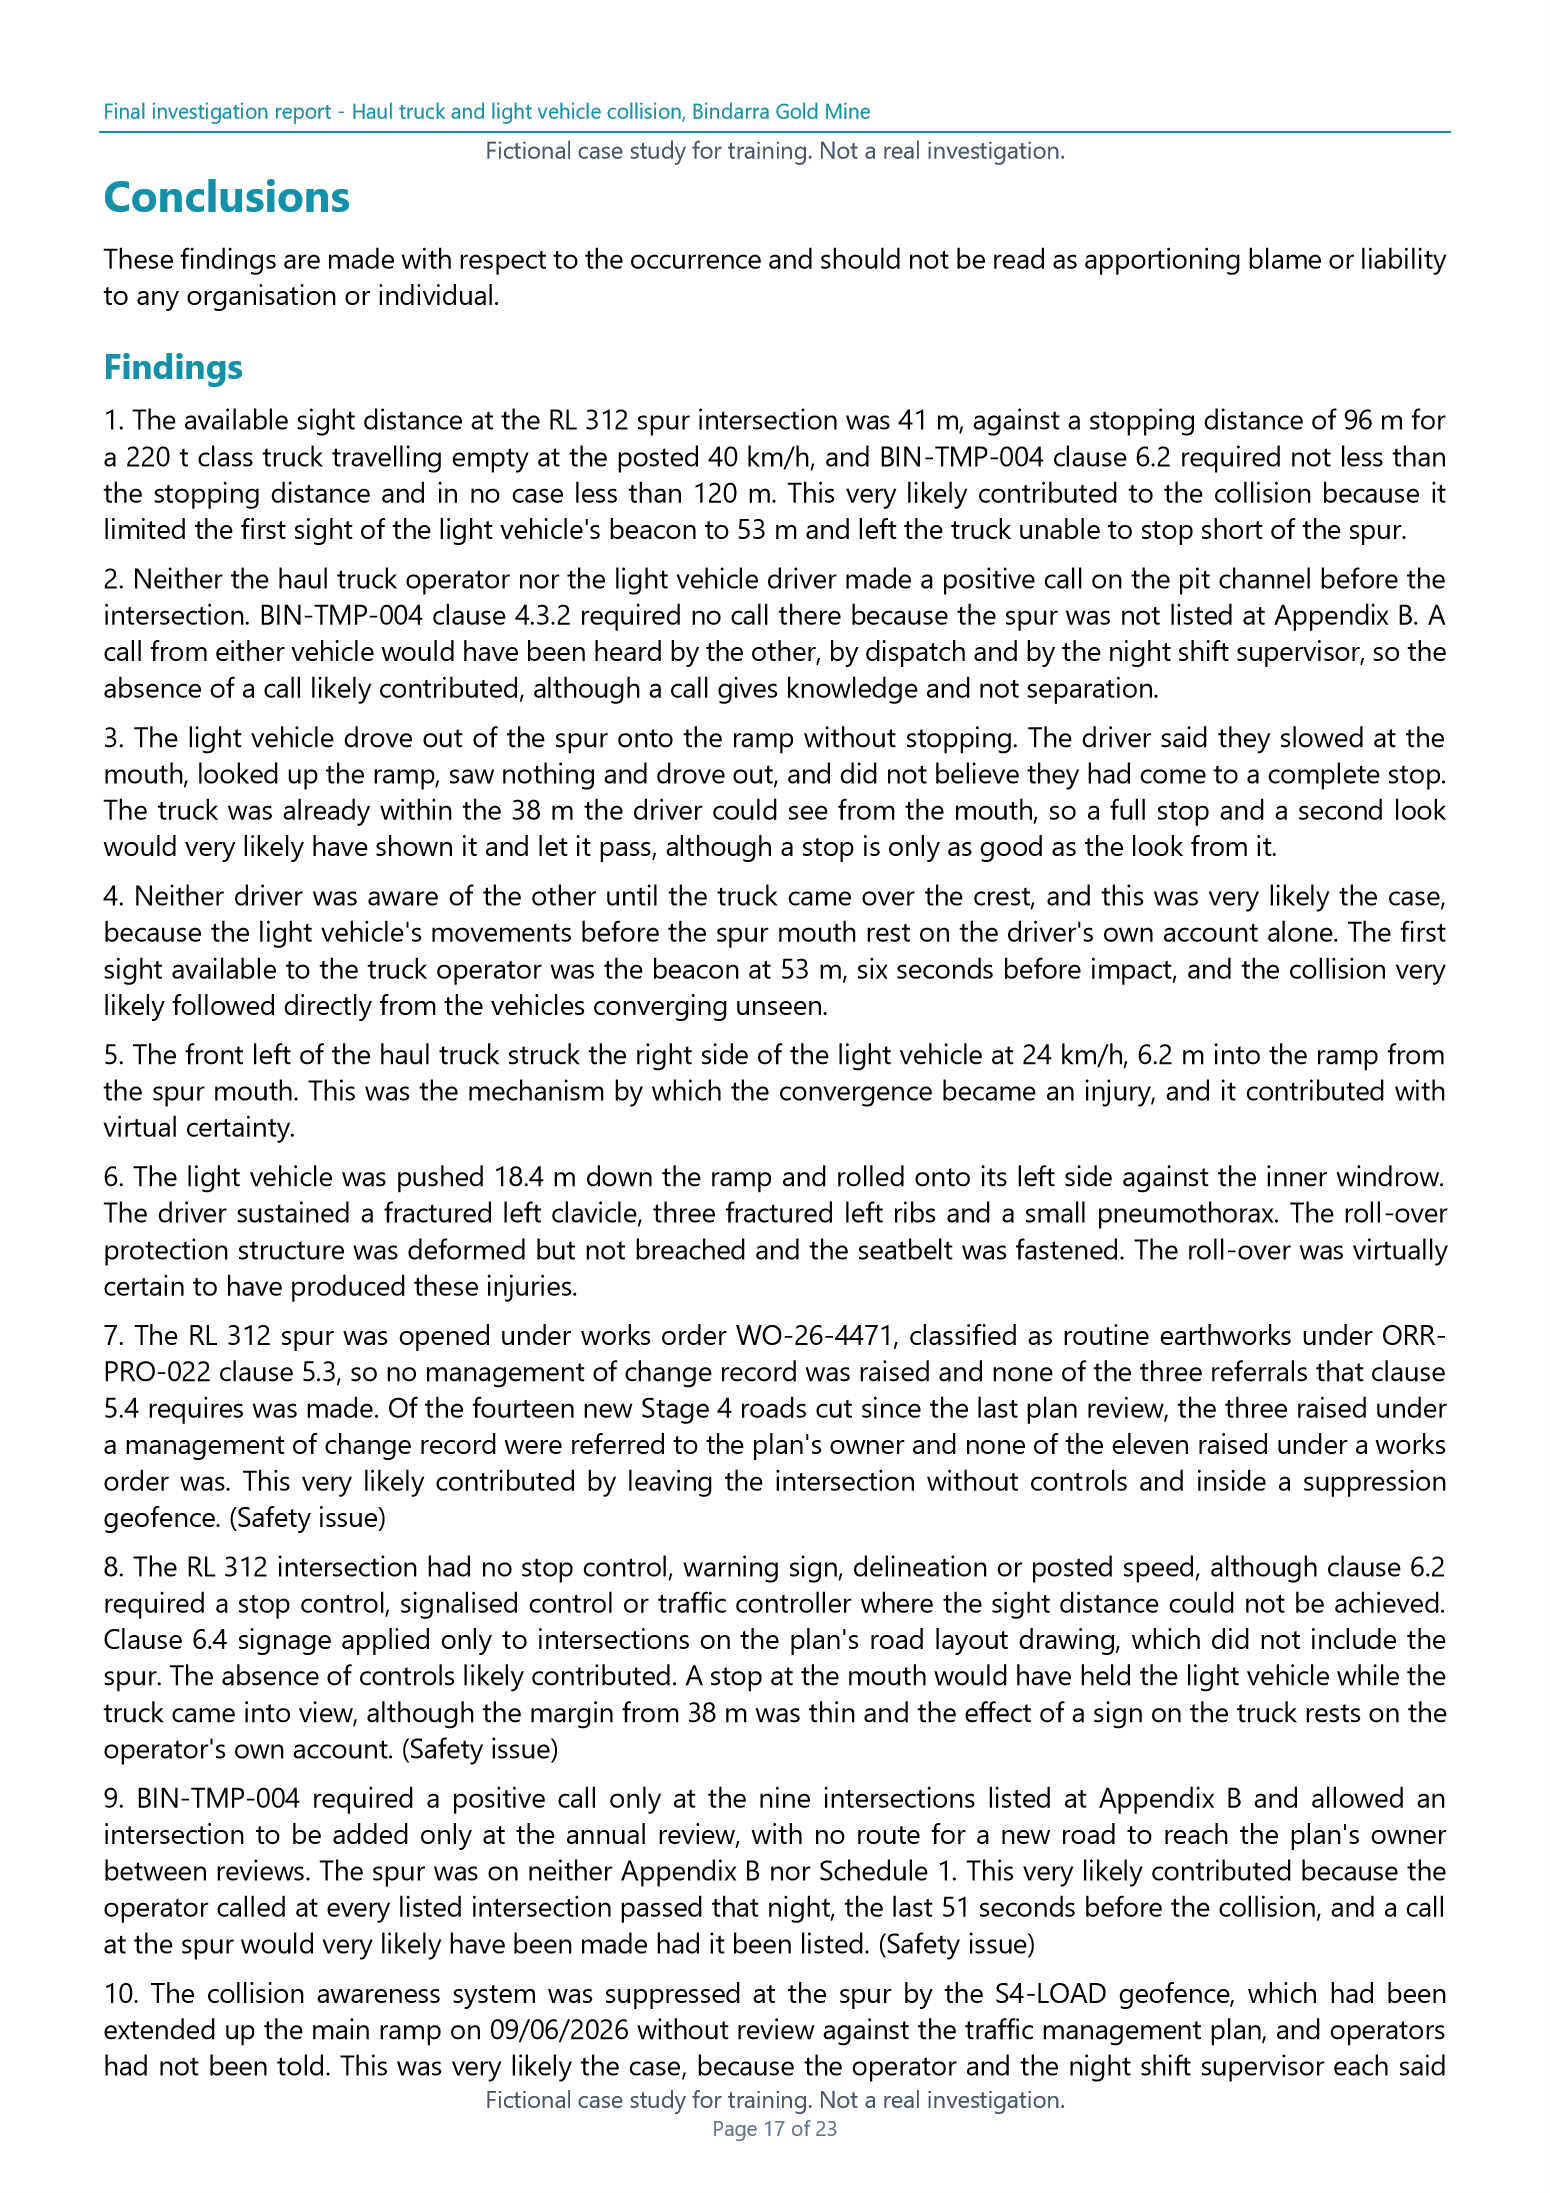 Final investigation report - Haul truck and light vehicle collision, Bindarra Gold Mine
Fictional case study for training. Not a real investigation.
Conclusions
These findings are made with respect to the occurrence and should not be read as apportioning blame or liability
to any organisation or individual.
Findings
1. The available sight distance at the RL 312 spur intersection was 41 m, against a stopping distance of 96 m for
a 220 t class truck travelling empty at the posted 40 km/h, and BIN-TMP-004 clause 6.2 required not less than
the stopping distance and in no case less than 120 m. This very likely contributed to the collision because it
limited the first sight of the light vehicle's beacon to 53 m and left the truck unable to stop short of the spur.
2. Neither the haul truck operator nor the light vehicle driver made a positive call on the pit channel before the
intersection. BIN-TMP-004 clause 4.3.2 required no call there because the spur was not listed at Appendix B. A
call from either vehicle would have been heard by the other, by dispatch and by the night shift supervisor, so the
absence of a call likely contributed, although a call gives knowledge and not separation.
3. The light vehicle drove out of the spur onto the ramp without stopping. The driver said they slowed at the
mouth, looked up the ramp, saw nothing and drove out, and did not believe they had come to a complete stop.
The truck was already within the 38 m the driver could see from the mouth, so a full stop and a second look
would very likely have shown it and let it pass, although a stop is only as good as the look from it.
4. Neither driver was aware of the other until the truck came over the crest, and this was very likely the case,
because the light vehicle's movements before the spur mouth rest on the driver's own account alone. The first
sight available to the truck operator was the beacon at 53 m, six seconds before impact, and the collision very
likely followed directly from the vehicles converging unseen.
5. The front left of the haul truck struck the right side of the light vehicle at 24 km/h, 6.2 m into the ramp from
the spur mouth. This was the mechanism by which the convergence became an injury, and it contributed with
virtual certainty.
6. The light vehicle was pushed 18.4 m down the ramp and rolled onto its left side against the inner windrow.
The driver sustained a fractured left clavicle, three fractured left ribs and a small pneumothorax. The roll-over
protection structure was deformed but not breached and the seatbelt was fastened. The roll-over was virtually
certain to have produced these injuries.
7. The RL 312 spur was opened under works order WO-26-4471, classified as routine earthworks under ORR-
PRO-022 clause 5.3, so no management of change record was raised and none of the three referrals that clause
5.4 requires was made. Of the fourteen new Stage 4 roads cut since the last plan review, the three raised under
a management of change record were referred to the plan's owner and none of the eleven raised under a works
order was. This very likely contributed by leaving the intersection without controls and inside a suppression
geofence. (Safety issue)
8. The RL 312 intersection had no stop control, warning sign, delineation or posted speed, although clause 6.2
required a stop control, signalised control or traffic controller where the sight distance could not be achieved.
Clause 6.4 signage applied only to intersections on the plan's road layout drawing, which did not include the
spur. The absence of controls likely contributed. A stop at the mouth would have held the light vehicle while the
truck came into view, although the margin from 38 m was thin and the effect of a sign on the truck rests on the
operator's own account. (Safety issue)
9. BIN-TMP-004 required a positive call only at the nine intersections listed at Appendix B and allowed an
intersection to be added only at the annual review, with no route for a new road to reach the plan's owner
between reviews. The spur was on neither Appendix B nor Schedule 1. This very likely contributed because the
operator called at every listed intersection passed that night, the last 51 seconds before the collision, and a call
at the spur would very likely have been made had it been listed. (Safety issue)
10. The collision awareness system was suppressed at the spur by the S4-LOAD geofence, which had been
extended up the main ramp on 09/06/2026 without review against the traffic management plan, and operators
had not been told. This was very likely the case, because the operator and the night shift supervisor each said
Fictional case study for training. Not a real investigation.
Page 17 of 23